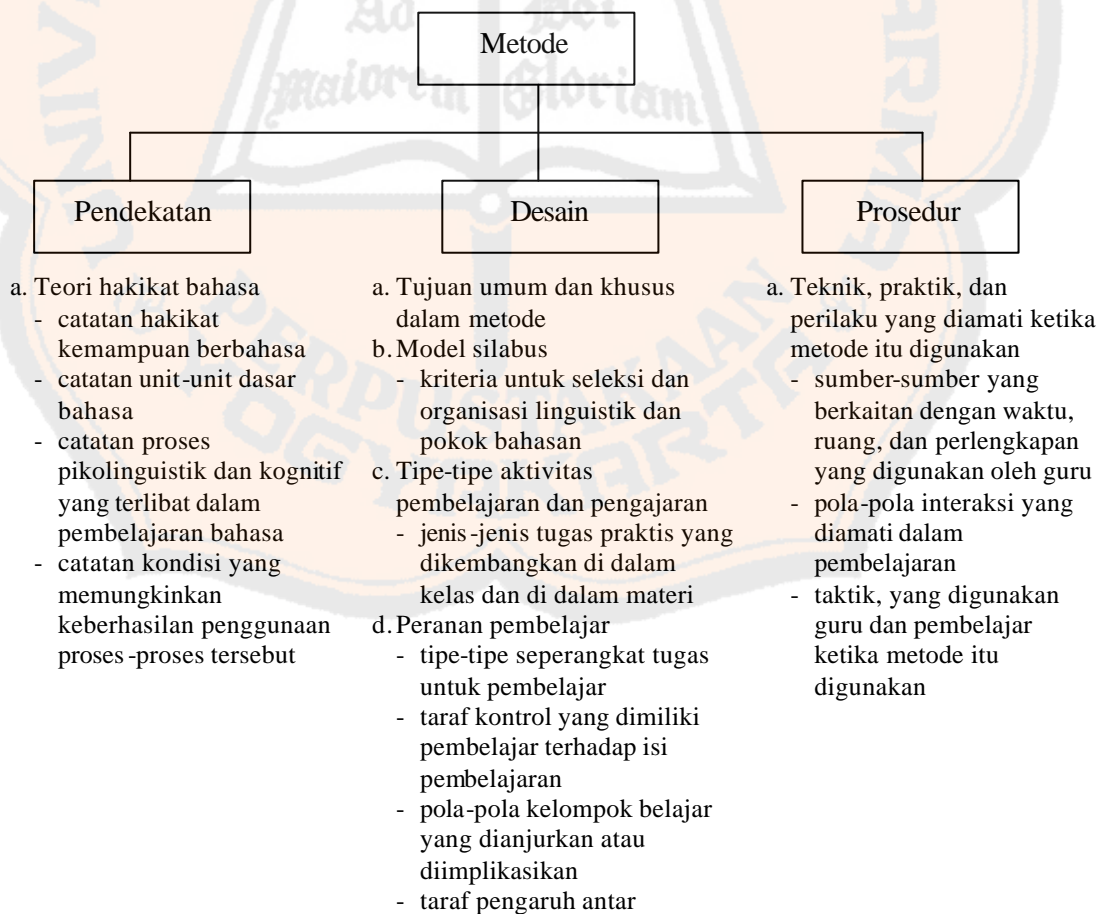 Ad Dei
Maiorem Gloriam
Metode
Pendekatan
Desain
Prosedur
a. Teori hakikat bahasa
- catatan hakikat
kemampuan berbahasa
- catatan unit-unit dasar
bahasa
- catatan proses
pikolinguistik dan kognitif
yang terlibat dalam
pembelajaran bahasa
- catatan kondisi yang
memungkinkan
keberhasilan penggunaan
proses-proses tersebut
a. Tujuan umum dan khusus
dalam metode
b. Model silabus
- kriteria untuk seleksi dan
organisasi linguistik dan
pokok bahasan
c. Tipe-tipe aktivitas
pembelajaran dan pengajaran
- jenis-jenis tugas praktis yang
dikembangkan di dalam
kelas dan di dalam materi
d. Peranan pembelajar
- tipe-tipe seperangkat tugas
untuk pembelajar
- taraf kontrol yang dimiliki
pembelajar terhadap isi
pembelajaran
- pola-pola kelompok belajar
yang dianjurkan atau
diimplikasikan
- taraf pengaruh antar
a. Teknik, praktik, dan
perilaku yang diamati ketika
metode itu digunakan
- sumber-sumber yang
berkaitan dengan waktu,
ruang, dan perlengkapan
yang digunakan oleh guru
- pola-pola interaksi yang
diamati dalam
pembelajaran
- taktik, yang digunakan
guru dan pembelajar
ketika metode itu
digunakan
PERPUSTAKAAN
YOGYAKARTA